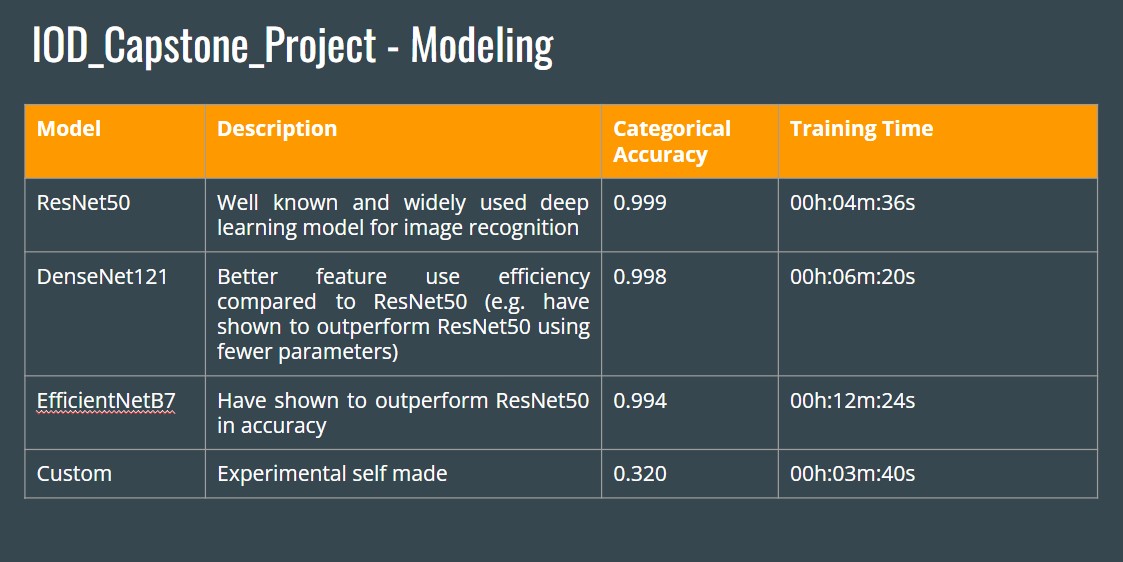 IOD_Capstone_Project - Modeling
Model
Description
Categorical
Accuracy
Training Time
ResNet50
Well known and widely used deep
learning model for image recognition
0.999
00h:04m:36s
DenseNet121
Better feature use efficiency
compared to ResNet50 (e.g. have
shown to outperform ResNet50 using
fewer parameters)
0.998
00h:06m:20s
EfficientNetB7
Have shown to outperform ResNet50
in accuracy
0.994
00h:12m:24s
Custom
Experimental self made
0.320
00h:03m:40s